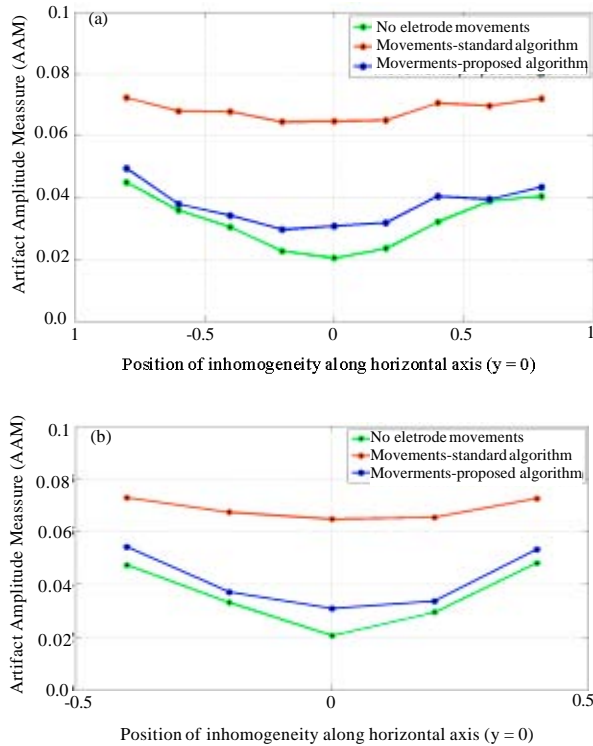 0.1
(a)
No eletrode movements
Movements-standard algorithm
Moverments-proposed algorithm
0.08
0.06
0.04
0.02
0.0
Artifact Amplitude Meassure (AAM)
1 -0.5 0 0.5 1
Position of inhomogeneity along horizontal axis (y = 0)
0.1
(b)
No eletrode movements
Movements-standard algorithm
Moverments-proposed algorithm
0.08
0.06
0.04
0.02
0.0
Artifact Amplitude Meassure (AAM)
-0.5 0 0.5
Position of inhomogeneity along horizontal axis (y = 0)